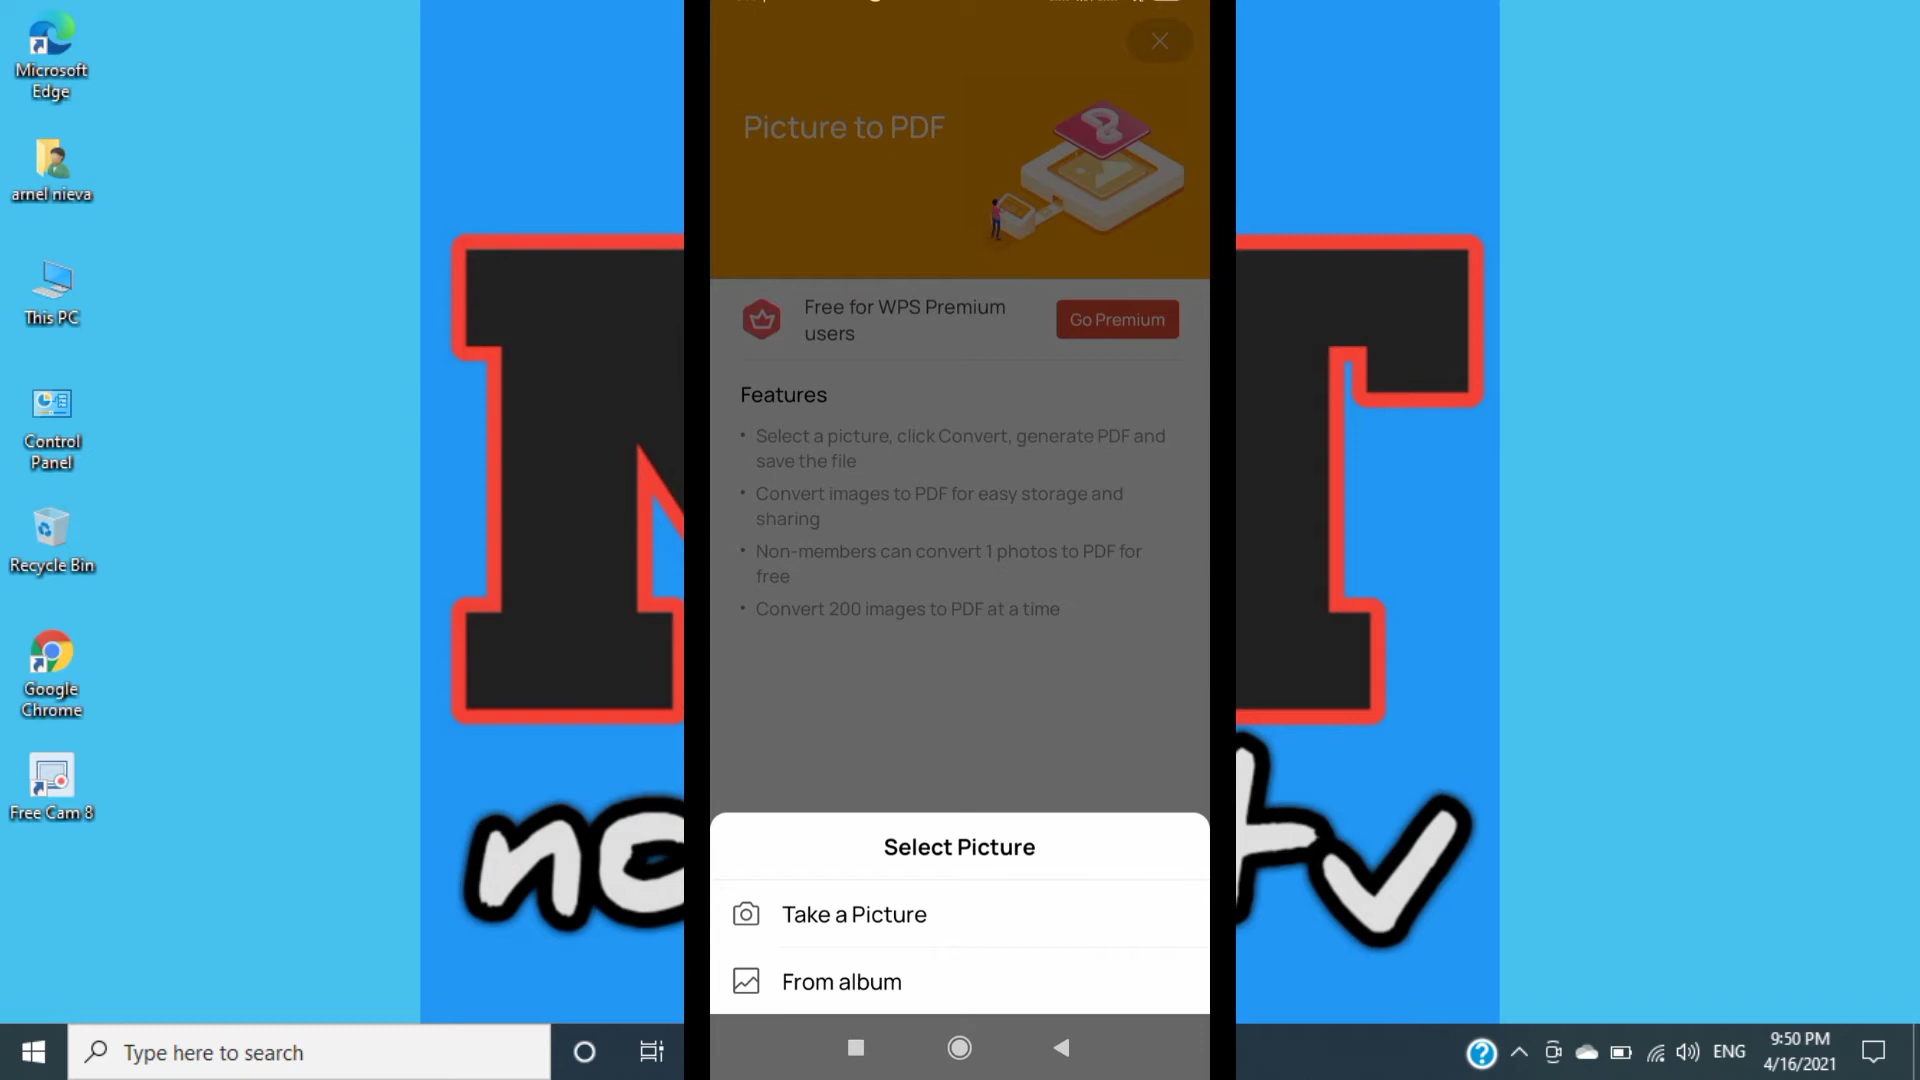 Microsoft
Edge
arnel nieva
This PC
Control
Panel
Recycle Bin
Google
Chrome
Free Cam 8
Picture to PDF
Free for WPS Premium
users
Go Premium
Features
• Select a picture, click Convert, generate PDF and
save the file
• Convert images to PDF for easy storage and
sharing
• Non-members can convert 1 photos to PDF for
free
• Convert 200 images to PDF at a time
Select Picture
Take a Picture
From album
Type here to search
ENG
9:50 PM
4/16/2021